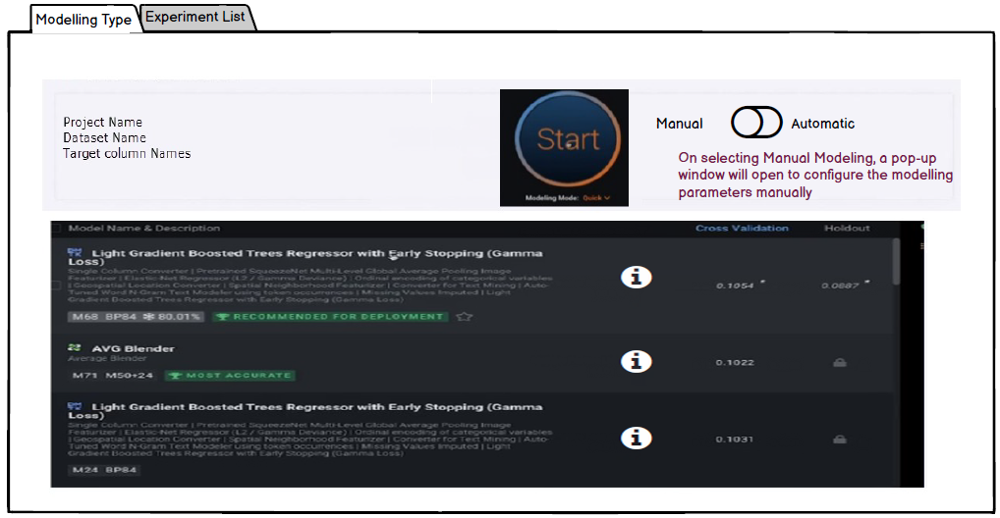 Modelling Type
Experiment List
Project Name
Dataset Name
Target column Names
Start
Modeling Mode: Quick
Manual
Automatic
On selecting Manual Modeling, a pop-up
window will open to configure the modelling
parameters manually
Model Name & Description
Cross Validation
Holdout
Light Gradient Boosted Trees Regressor with Early Stopping (Gamma
Loss)
Single Column Converter | Pretrained SqueezeNet Multi-Level Global Average Pooling Image
Featurizer | Elastic-Net Regressor (L2 / Gamma Deviance) | Ordinal encoding of categorical variables
| Geospatial Location Converter | Spatial Neighborhood Featurizer | Converter for Text Mining | Auto-
Tuned Word N-Gram Text Modeler using token occurrences | Missing Values Imputed | Light
Gradient Boosted Trees Regressor with Early Stopping (Gamma Loss)
0.1054 *
0.0887 *
M68 BP84 ❄ 80.01%
RECOMMENDED FOR DEPLOYMENT
AVG Blender
Average Blender
0.1022
M71 M50+24
MOST ACCURATE
Light Gradient Boosted Trees Regressor with Early Stopping (Gamma
Loss)
Single Column Converter | Pretrained SqueezeNet Multi-Level Global Average Pooling Image
Featurizer | Elastic-Net Regressor (L2 / Gamma Deviance) | Ordinal encoding of categorical variables
| Geospatial Location Converter | Spatial Neighborhood Featurizer | Converter for Text Mining | Auto-
Tuned Word N-Gram Text Modeler using token occurrences | Missing Values Imputed | Light
Gradient Boosted Trees Regressor with Early Stopping (Gamma Loss)
0.1031
M24 BP84